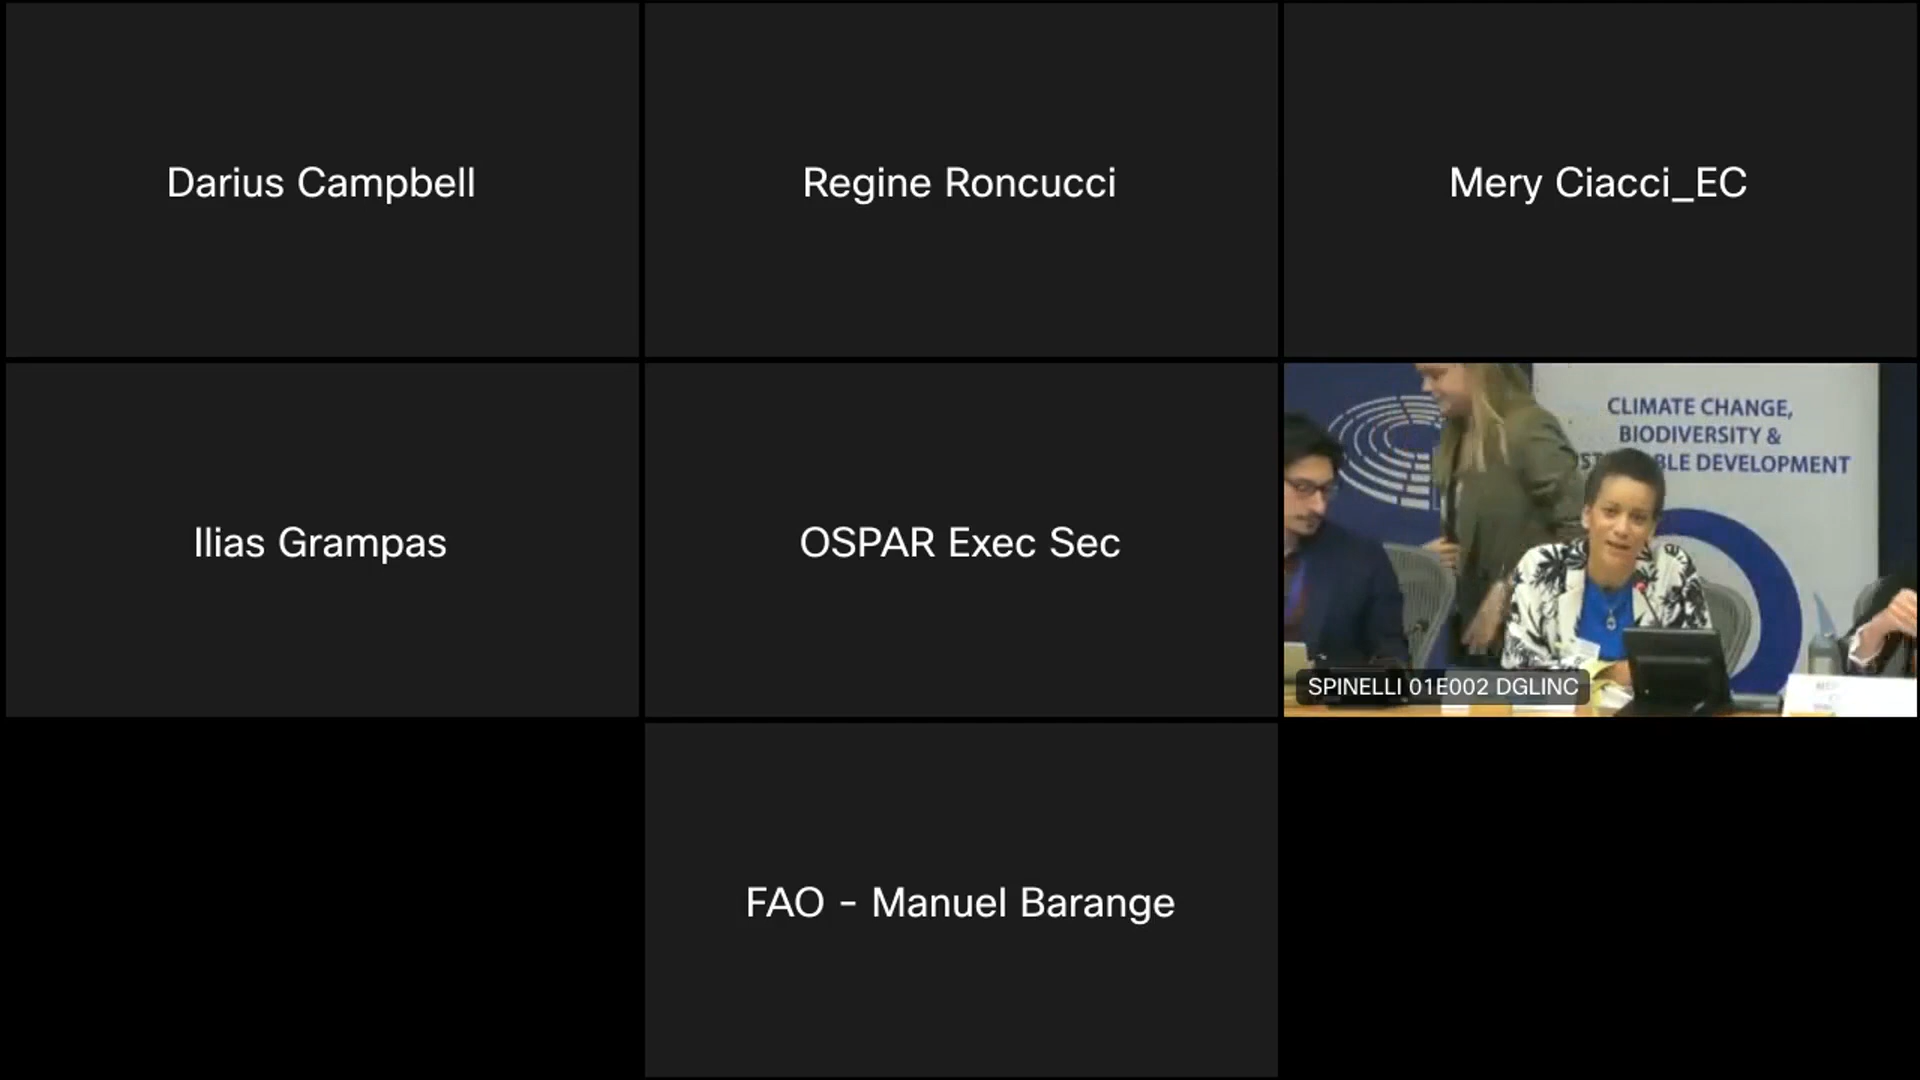 Darius Campbell
Regine Roncucci
Mery Ciacci_EC
Ilias Grampas
OSPAR Exec Sec
CLIMATE CHANGE,
BIODIVERSITY &
DEVELOPMENT
SPINELLI 01E002 DGLINC
FAO - Manuel Barange